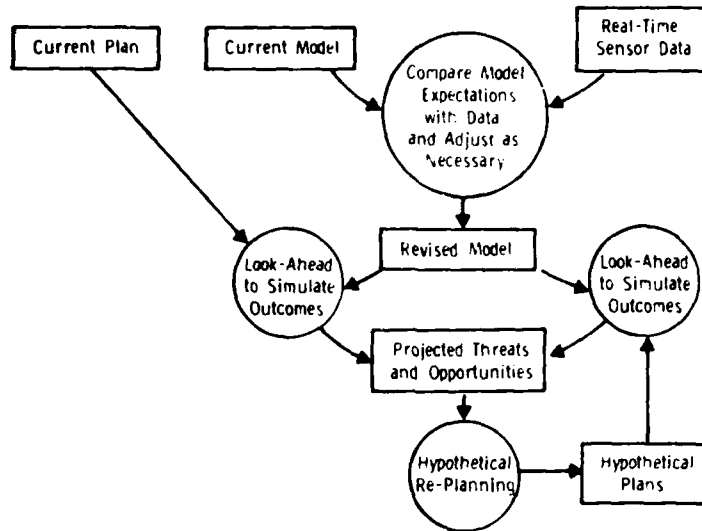 Current Plan
Current Model
Real-Time
Sensor Data
Compare Model
Expectations
with Data
and Adjust as
Necessary
Revised Model
Look-Ahead
to Simulate
Outcomes
Look-Ahead
to Simulate
Outcomes
Projected Threats
and Opportunities
Hypothetical
Re-Planning
Hypothetical
Plans